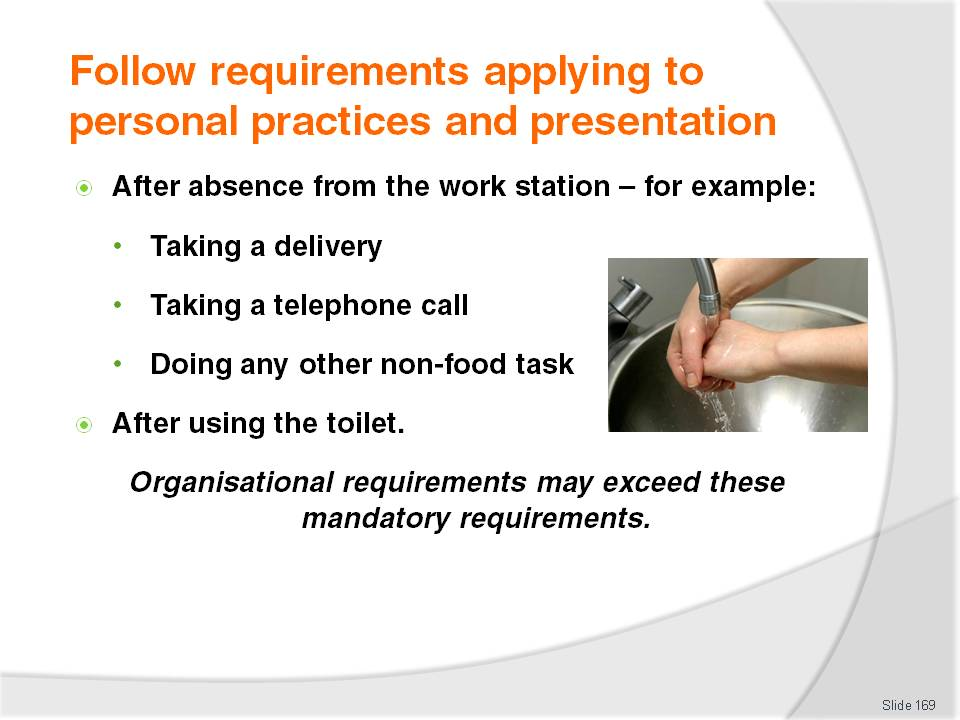 Follow requirements applying to
personal practices and presentation
After absence from the work station – for example:
• Taking a delivery
• Taking a telephone call
• Doing any other non-food task
After using the toilet.
Organisational requirements may exceed these
mandatory requirements.
Slide 169